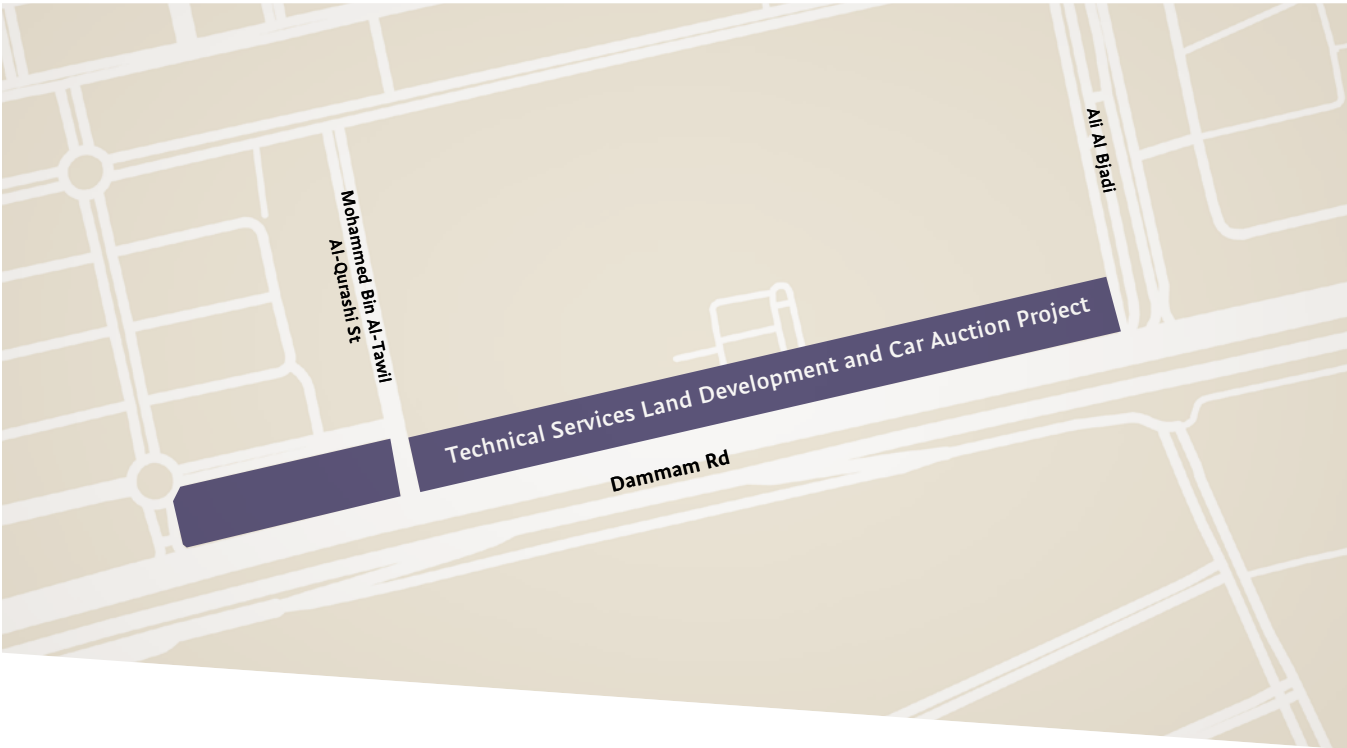 Ali Al Bjadi
Mohammed Bin Al-Tawil
Al-Qurashi St
Technical Services Land Development and Car Auction Project
Dammam Rd